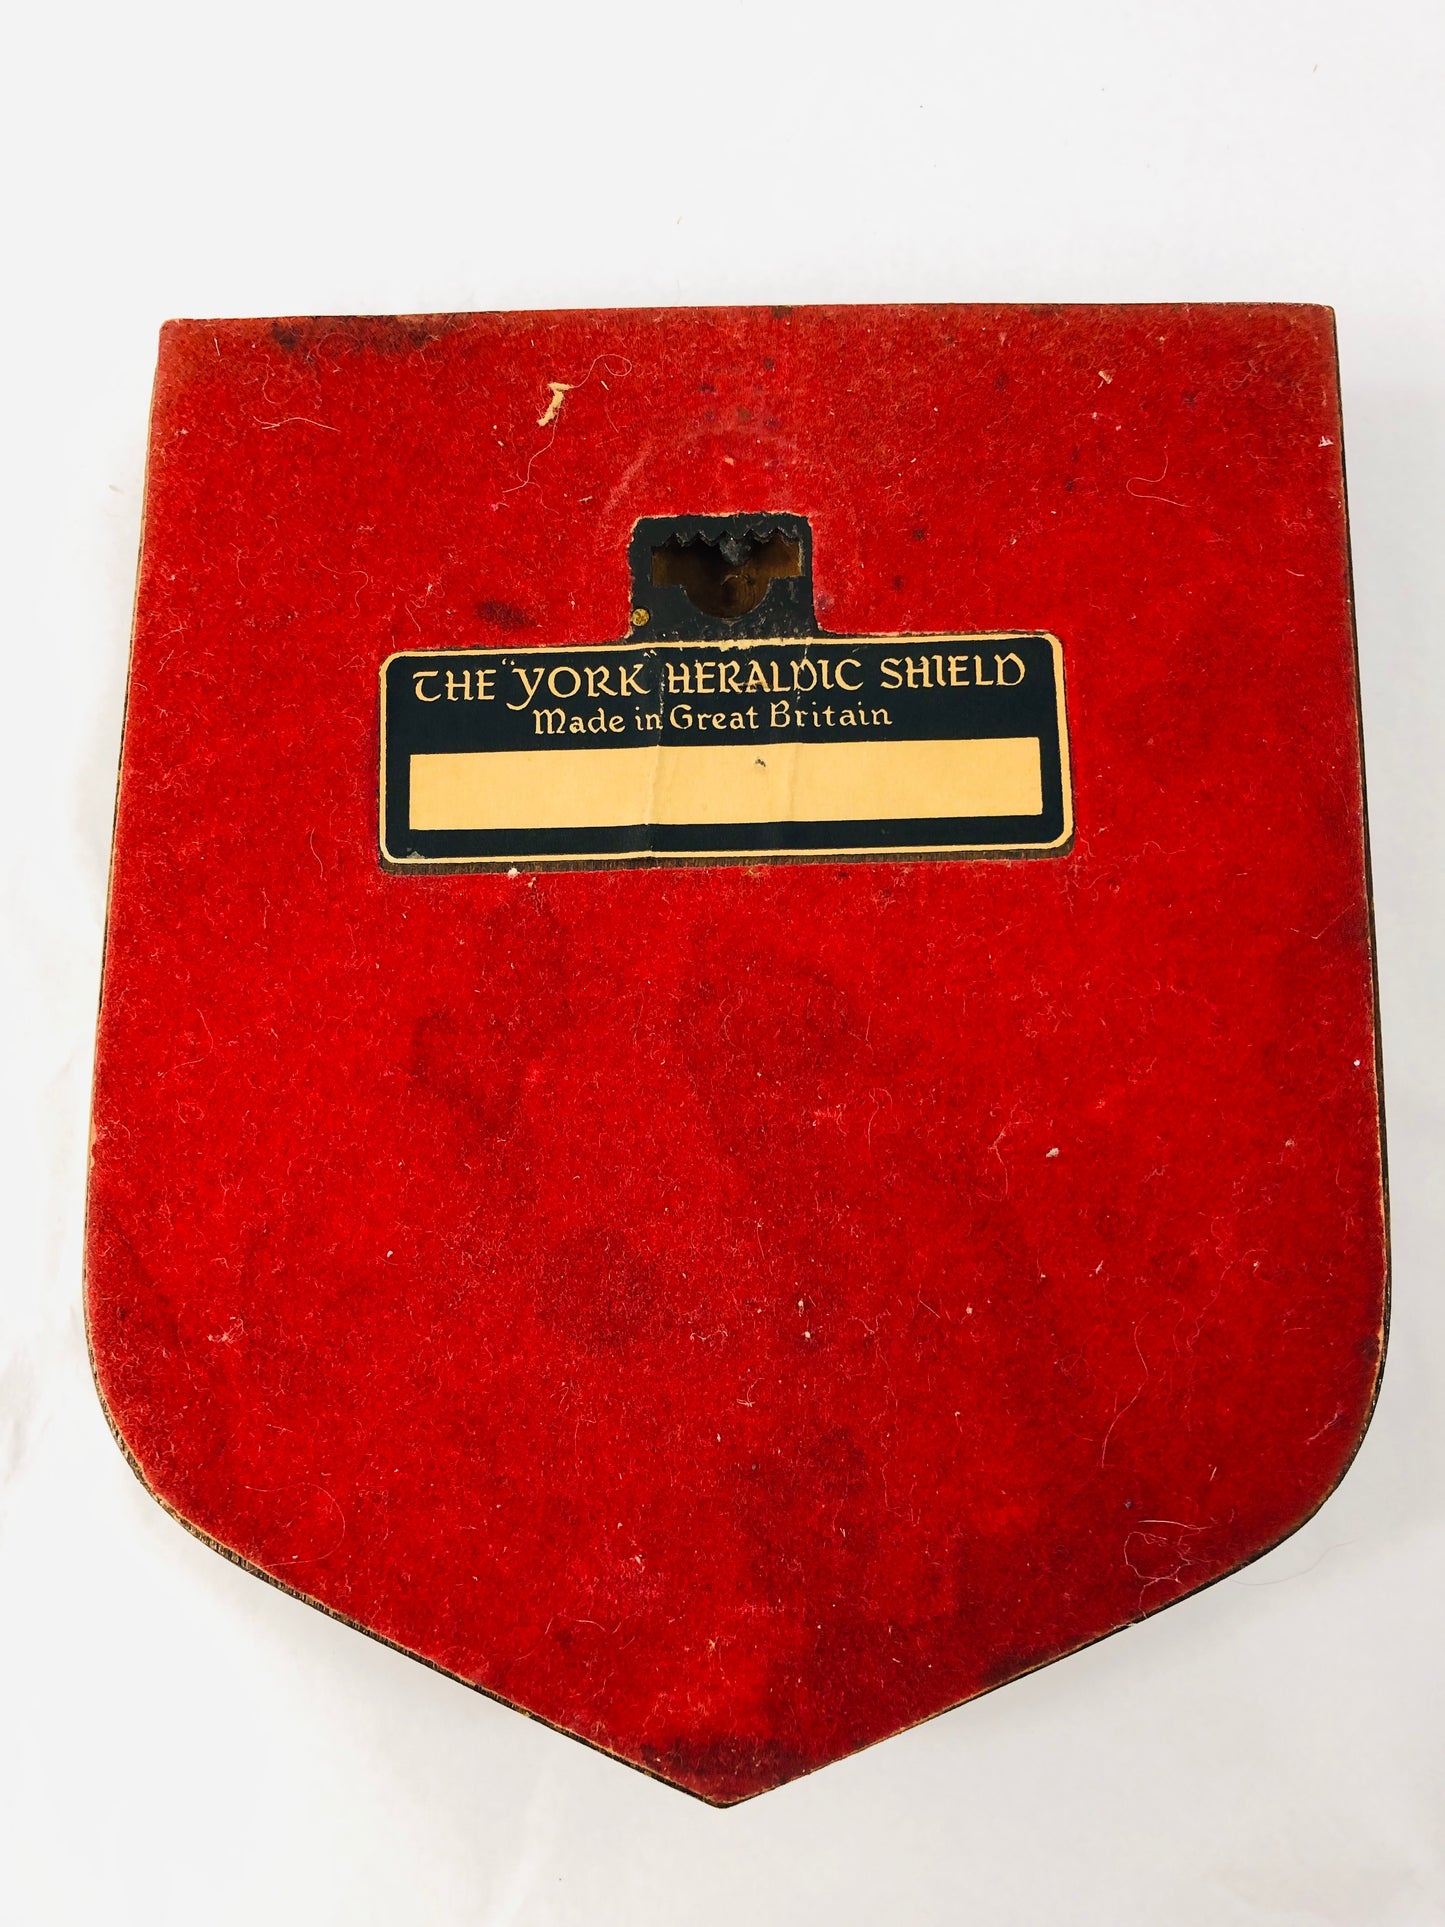 THE "YORK" HERALDIC SHIELD
Made in Great Britain